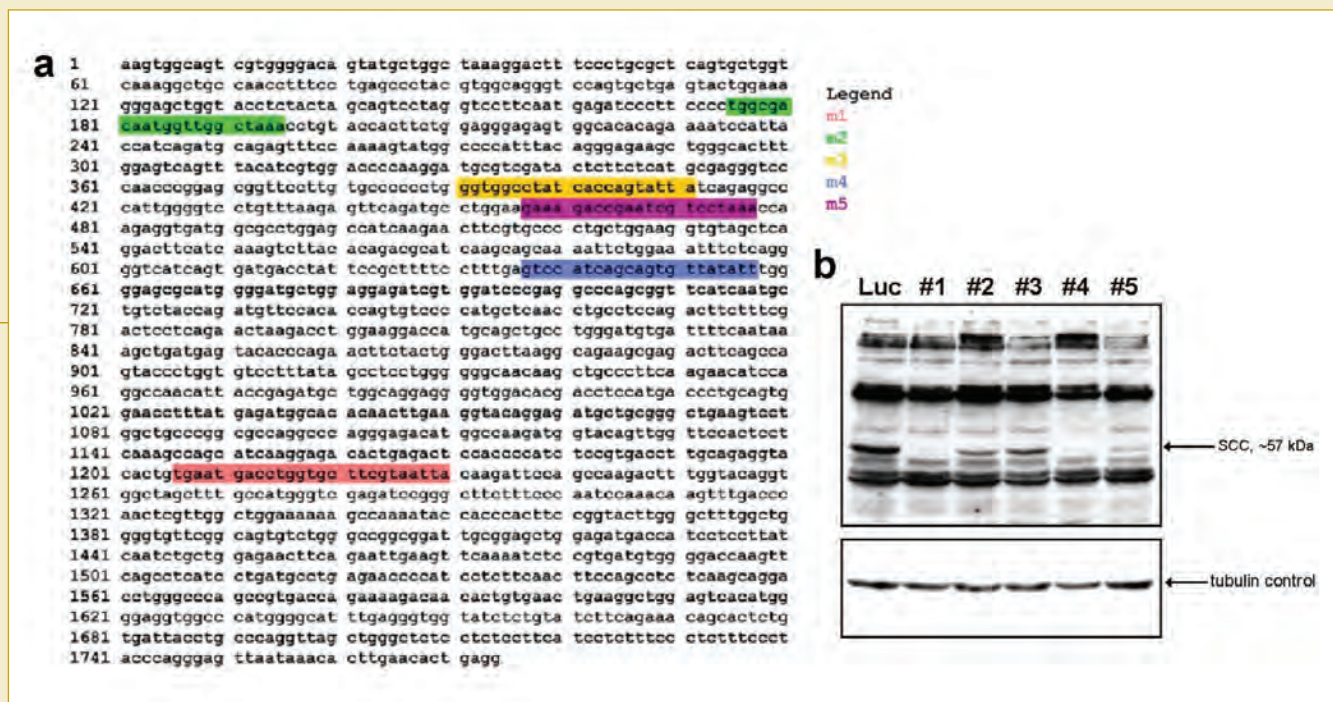 a
1 aagtggcagt cgtggggaca gtatgctggc taaaggactt tccctgcgct cagtgctggt
61 caaaggctgc caacctttcc tgagccctac gtggcagggt ccagtgctga gtactggaaa
121 gggagctggt acctctacta gcagtcctag gtccttcaat gagatccctt cccctggcga
181 caatggttgg ctaaacctgt accacttctg gagggagagt ggcacacaga aaatccatta
241 ccatcagatg cagagtttcc aaaagtatgg ccccatttac agggagaagc tgggcacttt
301 ggagtcagtt tacatcgtgg accccaagga tgcgtcgata ctcttctcat gcgagggtcc
361 caacccggag cggttccttg tgcccccctg ggtggcctat caccagtatt atcagaggcc
421 cattggggtc ctgtttaaga gttcagatgc ctggaagaaa gaccgaatcg tcctaaacca
481 agaggtgatg gcgcctggag ccatcaagaa cttcgtgccc ctgctggaag gtgtagctca
541 ggacttcatc aaagtcttac acagacgcat caagcagcaa aattctggaa atttctcagg
601 ggtcatcagt gatgacctat tccgcttttc ctttgagtcc atcagcagtg ttatattt tgg
661 ggagcgcatg gggatgctgg aggagatcgt ggatcccgag gcccagcggt tcatcaatgc
721 tgtctaccag atgttccaca ccagtgtccc catgctcaac ctgcctccag acttctttcg
781 actcctcaga actaagacct ggaaggacca tgcagctgcc tgggatgtga ttttcaataa
841 agctgatgag tacacccaga acttctactg ggacttaagg cagaagcgag acttcagcca
901 gtaccctggt gtcctttata gcctcctggg gggcaacaag ctgcccttca agaacatcca
961 ggccaacatt accgagatgc tggcaggagg ggtggacacg acctccatga ccctgcagtg
1021 gaacctttat gagatggcac acaacttgaa ggtacaggag atgctgcggg ctgaagtcct
1081 ggctgcccgg cgccaggccc agggagacat ggccaagatg gtacagttgg ttccactcct
1141 caaagccagc atcaaggaga cactgagact ccaccccatc tccgtgacct tgcagaggta
1201 cactgtgaat gacctggtgc ttcgtaatta caagattcca gccaagactt tggtacaggt
1261 ggctagcttt gccatgggtc gagatccggg cttctttccc aatccaaaca agtttgaccc
1321 aactcgttgg ctggaaaaaa gccaaaatac cacccacttc cggtacttgg gctttggctg
1381 gggtgttcgg cagtgtctgg gccggcggat tgcggagctg gagatgacca tcctccttat
1441 caatctgctg gagaacttca gaattgaagt tcaaaatctc cgtgatgtgg ggaccaagtt
1501 cagcctcatc ctgatgcctg agaaccccat cctcttcaac ttccagcctc tcaagcagga
1561 cctgggccca gccgtgacca gaaaagacaa cactgtgaac tgaaggctgg agtcacatgg
1621 ggaggtggcc catggggcat ttgagggtgg tatctctgta tcttcagaaa cagcactctg
1681 tgattacctg cccaggttag ctgggctctc ctctccttca tcctctttcc ctctttccct
1741 acccagggag ttaataaaca cttgaacact gagg
Legend
m1
m2
m3
m4
m5
b
Luc #1 #2 #3 #4 #5
SCC, ~57 kDa
tubulin control